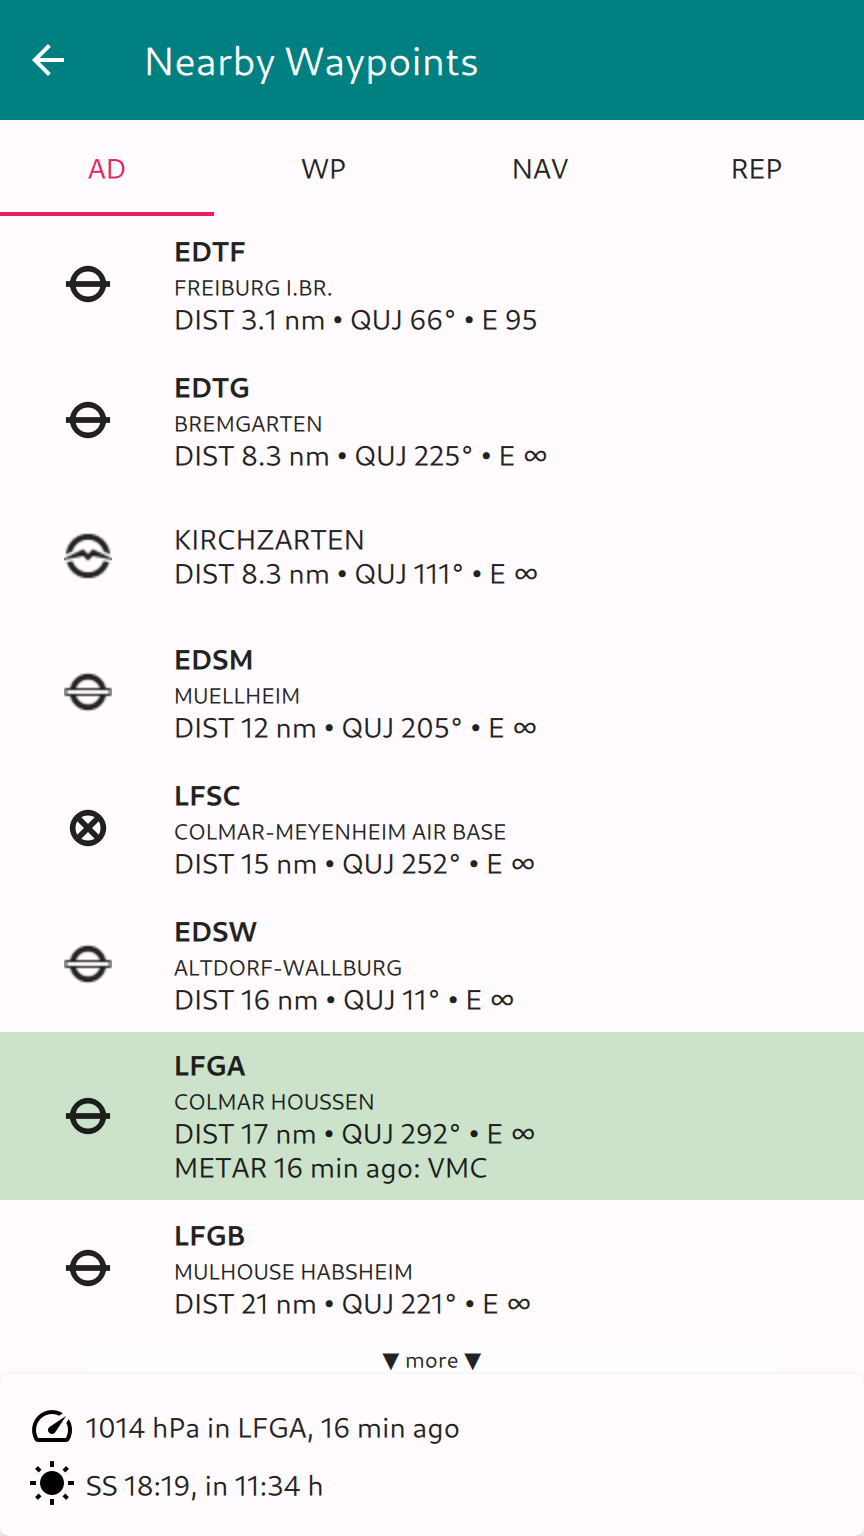 Nearby Waypoints
AD WP NAV REP
EDTF
FREIBURG I.BR.
DIST 3.1 nm • QUJ 66° • E 95
EDTG
BREMGARTEN
DIST 8.3 nm • QUJ 225° • E ∞
KIRCHZARTEN
DIST 8.3 nm • QUJ 111° • E ∞
EDSM
MUELLHEIM
DIST 12 nm • QUJ 205° • E ∞
LFSC
COLMAR-MEYENHEIM AIR BASE
DIST 15 nm • QUJ 252° • E ∞
EDSW
ALTDORF-WALLBURG
DIST 16 nm • QUJ 11° • E ∞
LFGA
COLMAR HOUSSEN
DIST 17 nm • QUJ 292° • E ∞
METAR 16 min ago: VMC
LFGB
MULHOUSE HABSHEIM
DIST 21 nm • QUJ 221° • E ∞
▼ more ▼
1014 hPa in LFGA, 16 min ago
SS 18:19, in 11:34 h